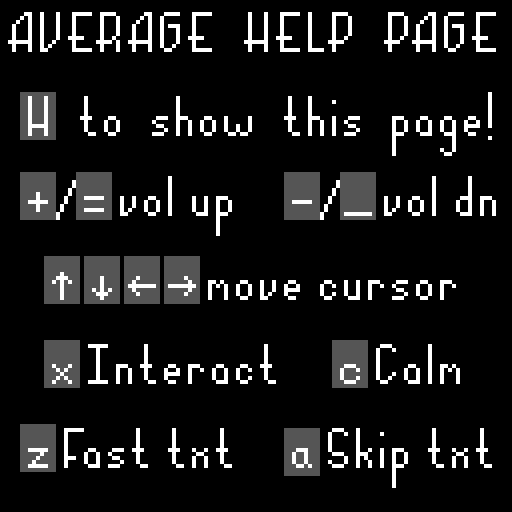 AVERAGE HELP PAGE
H to show this page!
+/= vol up -/_ vol dn
↑ ↓ ← → move cursor
x Interact c Calm
z Fast txt a Skip txt